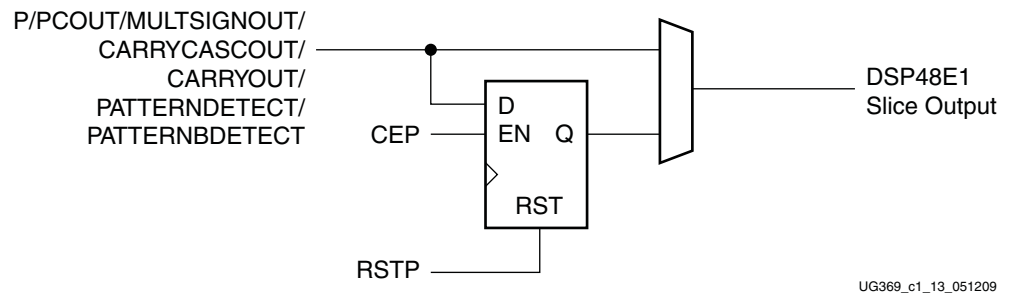 P/PCOUT/MULTSIGNOUT/
CARRYCASCOUT/
CARRYOUT/
PATTERNDETECT/
PATTERNBDETECT
CEP
D
EN Q
RST
RSTP
DSP48E1
Slice Output
UG369_c1_13_051209